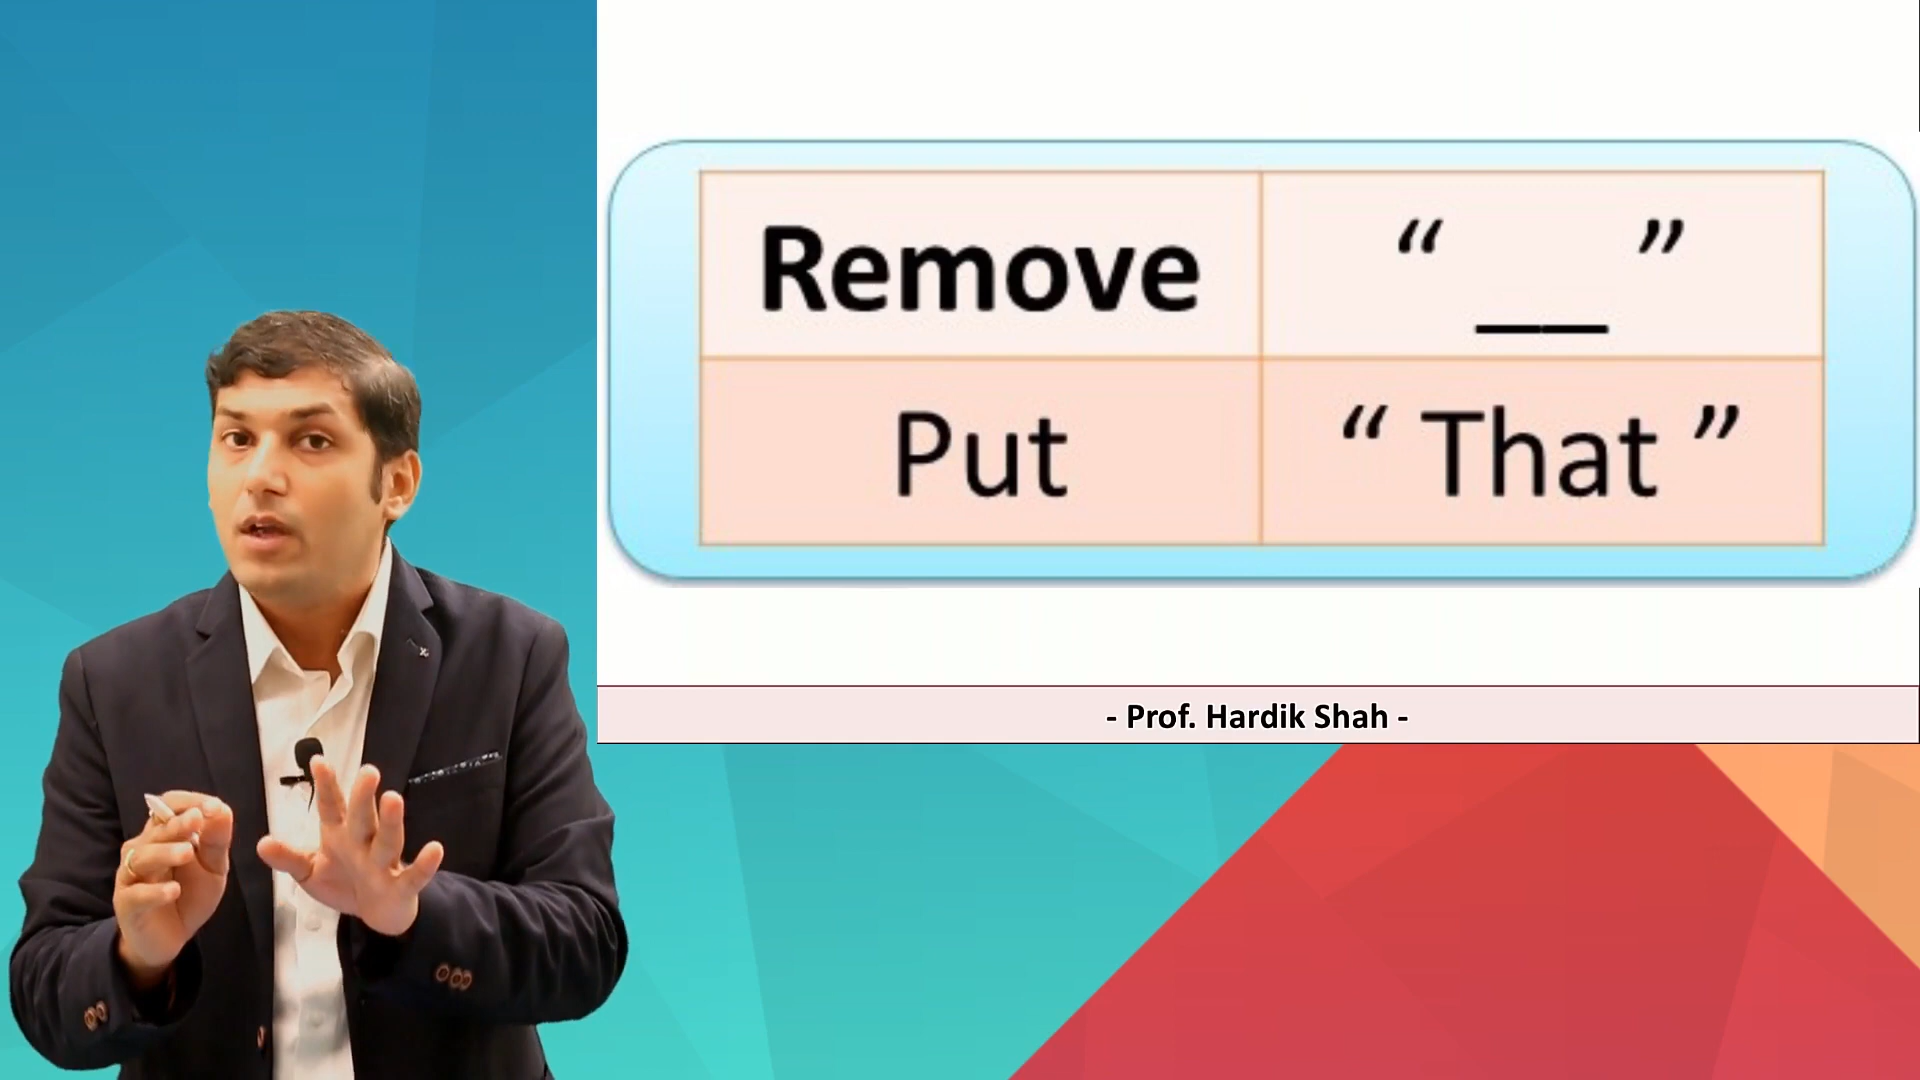 Remove “ __ ”
Put “ That ”
- Prof. Hardik Shah -